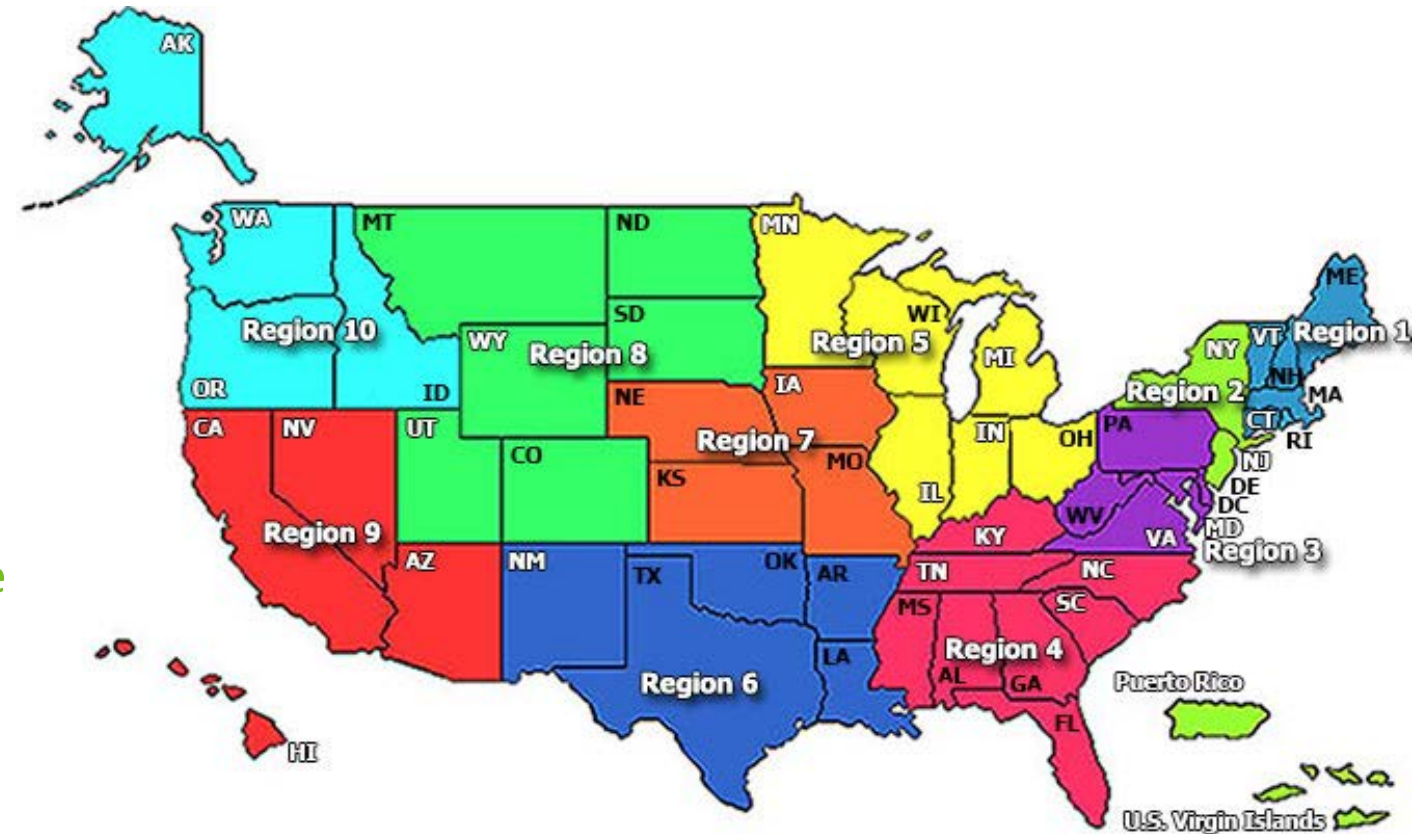 AK
WA
MT
ND
MN
ME
SD
WI
VT
Region 1
Region 10
WY
Region 8
Region 5
MI
NY
NH
OR
ID
NE
IA
Region 2
MA
CA
NV
UT
CO
Region 7
IN
OH
PA
CT
RI
KS
MO
IL
NJ
DE
DC
WV
VA
MD
Region 9
KY
Region 3
AZ
NM
TX
OK
AR
TN
NC
e
MS
SC
Region 6
LA
Region 4
AL
GA
Puerto Rico
FL
HI
U.S. Virgin Islands